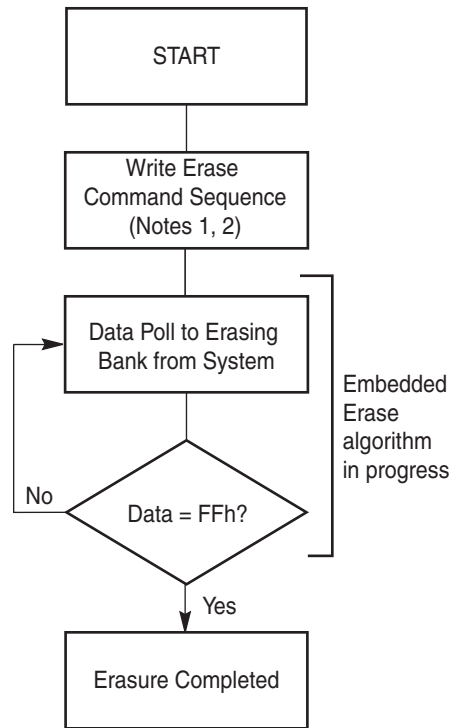 START
Write Erase
Command Sequence
(Notes 1, 2)
Data Poll to Erasing
Bank from System
Embedded
Erase
algorithm
in progress
No
Data = FFh?
Yes
Erasure Completed